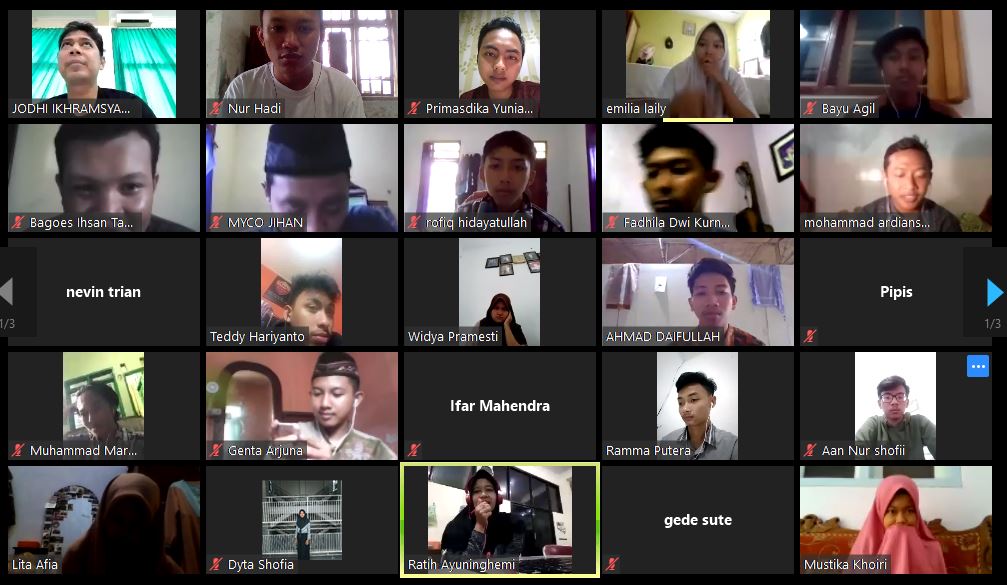 JODHI IKHRAMSYA...
Nur Hadi
Primasdika Yunia...
emilia laily
Bayu Agil
Bagoes Ihsan Ta...
MYCO JIHAN
rofiq hidayatullah
Fadhila Dwi Kurn...
mohammad ardians...
nevin trian
Teddy Hariyanto
Widya Pramesti
AHMAD DAIFULLAH
Pipis
1/3
1/3
Muhammad Mar...
Genta Arjuna
Ifar Mahendra
Ramma Putera
Aan Nur shofii
Lita Afia
Dyta Shofia
Ratih Ayuninghemi
gede sute
Mustika Khoiri